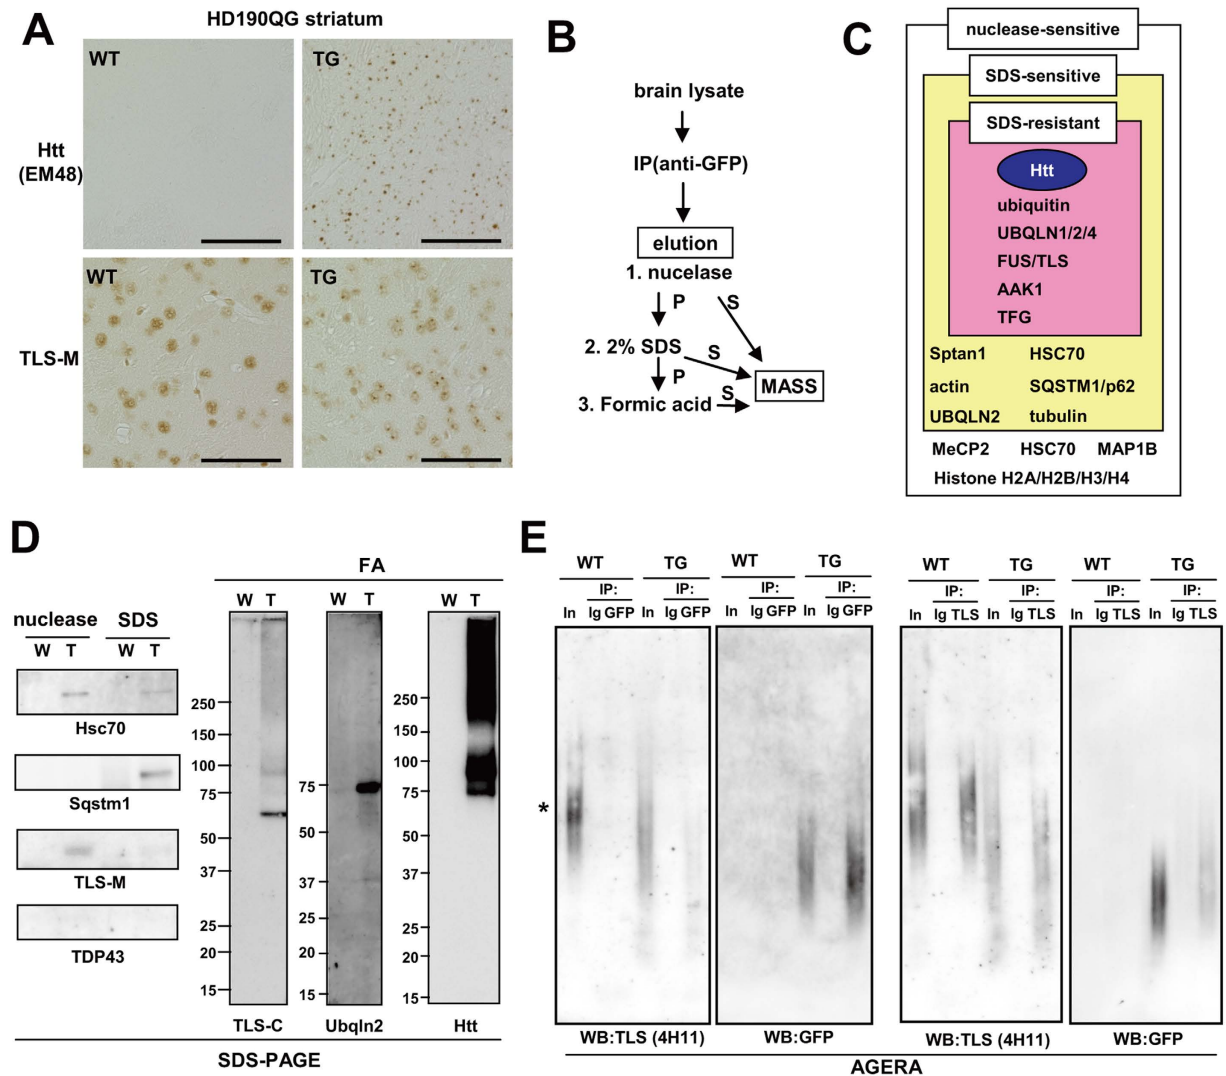 A
HD190QG striatum
WT
TG
Htt
(EM48)
WT
TG
TLS-M
B
brain lysate
IP(anti-GFP)
elution
1. nucelase
P
S
2. 2% SDS
S
P
MASS
3. Formic acid
S
C
nuclease-sensitive
SDS-sensitive
SDS-resistant
Htt
ubiquitin
UBQLN1/2/4
FUS/TLS
AAK1
TFG
Sptan1 HSC70
actin SQSTM1/p62
UBQLN2 tubulin
MeCP2 HSC70 MAP1B
Histone H2A/H2B/H3/H4
D
nuclease SDS
W T W T
Hsc70
Sqstm1
TLS-M
TDP43
FA
W T
250
150
100
75
50
37
25
20
15
TLS-C
W T
75
50
37
25
20
15
Ubqln2
W T
250
150
100
75
50
37
25
20
15
Htt
SDS-PAGE
E
WT TG WT TG
IP: IP: IP: IP:
In Ig GFP In Ig GFP In Ig GFP In Ig GFP
*
WB:TLS (4H11) WB:GFP
WT TG WT TG
IP: IP: IP: IP:
In Ig TLS In Ig TLS In Ig TLS In Ig TLS
WB:TLS (4H11) WB:GFP
AGERA